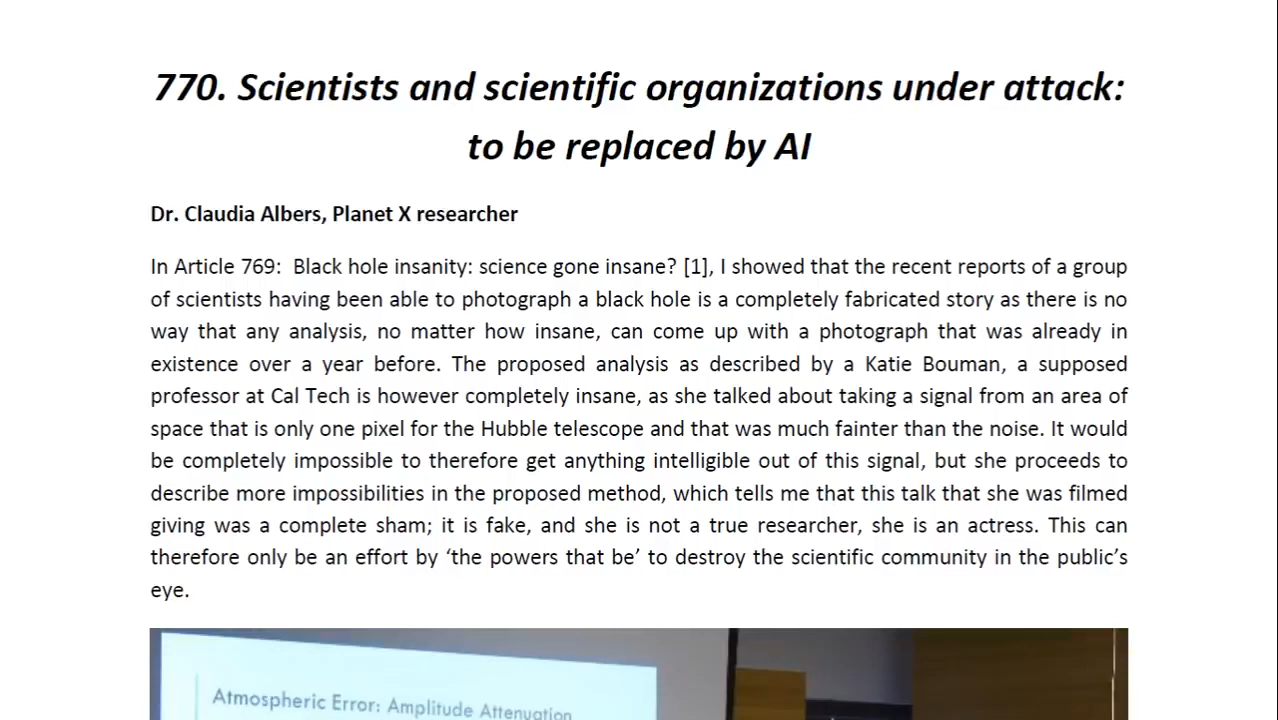 770. Scientists and scientific organizations under attack:
to be replaced by AI
Dr. Claudia Albers, Planet X researcher
In Article 769:  Black hole insanity: science gone insane? [1], I showed that the recent reports of a group
of scientists having been able to photograph a black hole is a completely fabricated story as there is no
way that any analysis, no matter how insane, can come up with a photograph that was already in
existence over a year before. The proposed analysis as described by a Katie Bouman, a supposed
professor at Cal Tech is however completely insane, as she talked about taking a signal from an area of
space that is only one pixel for the Hubble telescope and that was much fainter than the noise. It would
be completely impossible to therefore get anything intelligible out of this signal, but she proceeds to
describe more impossibilities in the proposed method, which tells me that this talk that she was filmed
giving was a complete sham; it is fake, and she is not a true researcher, she is an actress. This can
therefore only be an effort by ‘the powers that be’ to destroy the scientific community in the public’s
eye.
Atmospheric Error: Amplitude Attenuation